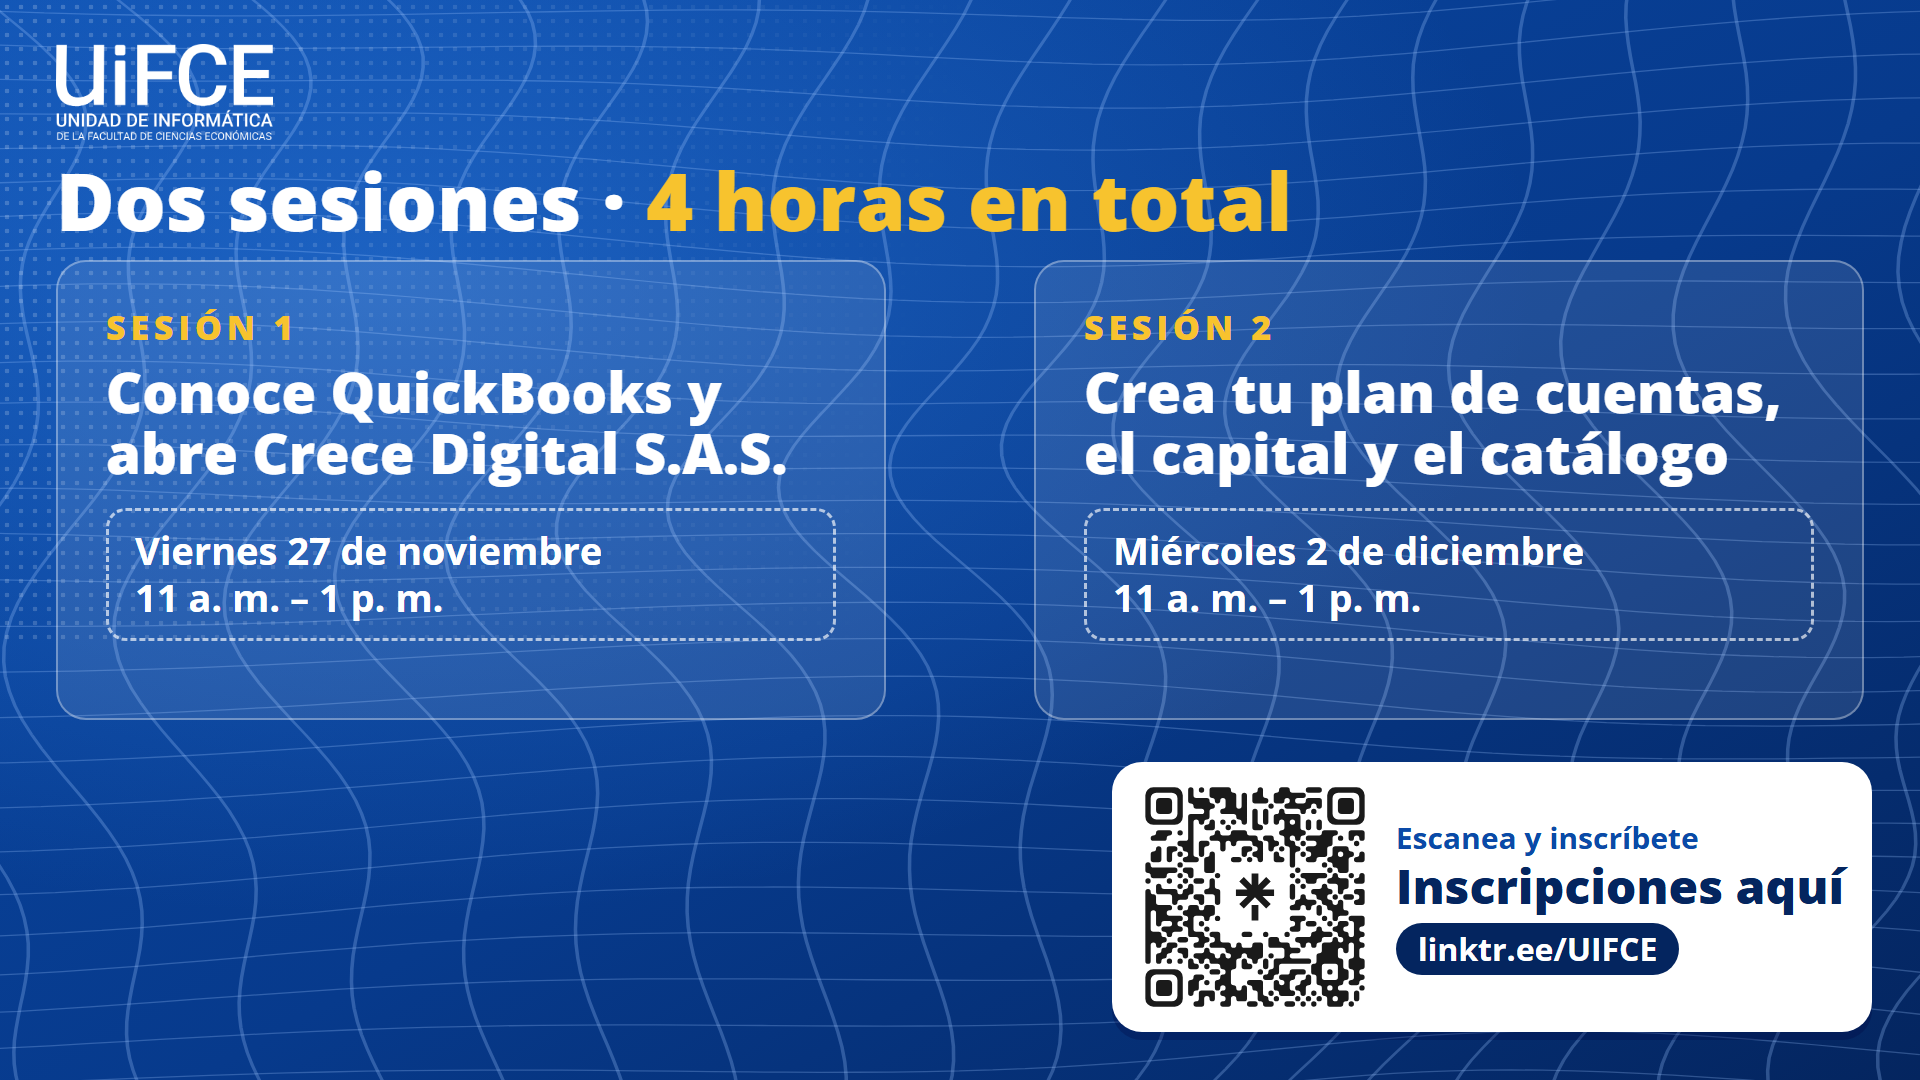 UiFCE
UNIDAD DE INFORMÁTICA
DE LA FACULTAD DE CIENCIAS ECONÓMICAS
Dos sesiones · 4 horas en total
SESIÓN 1
Conoce QuickBooks y
abre Crece Digital S.A.S.
Viernes 27 de noviembre
11 a. m. – 1 p. m.
SESIÓN 2
Crea tu plan de cuentas,
el capital y el catálogo
Miércoles 2 de diciembre
11 a. m. – 1 p. m.
Escanea y inscríbete
Inscripciones aquí
linktr.ee/UIFCE